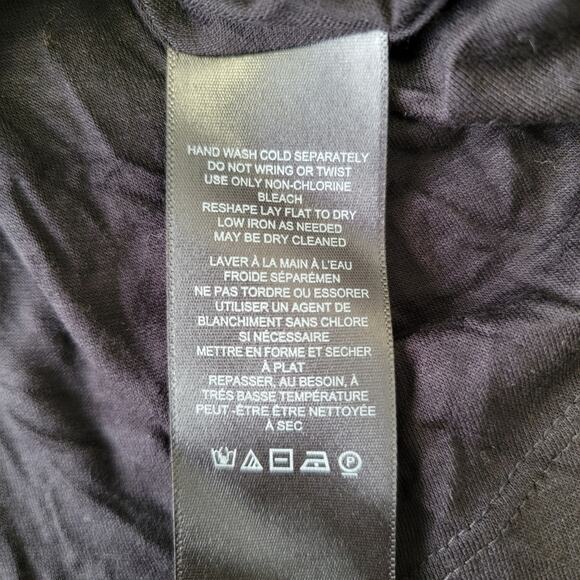 HAND WASH COLD SEPARATELY
DO NOT WRING OR TWIST
USE ONLY NON-CHLORINE
BLEACH
RESHAPE LAY FLAT TO DRY
LOW IRON AS NEEDED
MAY BE DRY CLEANED
LAVER À LA MAIN À L'EAU
FROIDE SÉPARÉMEN
NE PAS TORDRE OU ESSORER
UTILISER UN AGENT DE
BLANCHIMENT SANS CHLORE
SI NÉCESSAIRE
METTRE EN FORME ET SECHER
À PLAT
REPASSER, AU BESOIN, À
TRÈS BASSE TEMPÉRATURE
PEUT -ÊTRE ÊTRE NETTOYÉE
À SEC
P